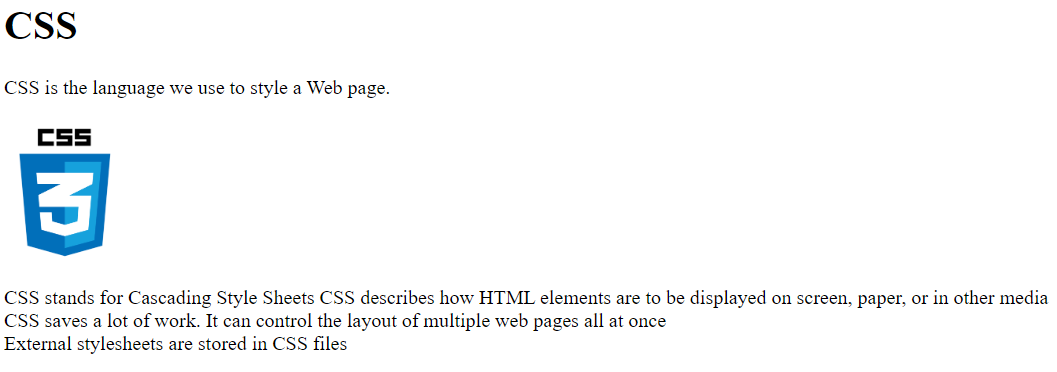 CSS
CSS is the language we use to style a Web page.
CSS
3
CSS stands for Cascading Style Sheets CSS describes how HTML elements are to be displayed on screen, paper, or in other media
CSS saves a lot of work. It can control the layout of multiple web pages all at once
External stylesheets are stored in CSS files